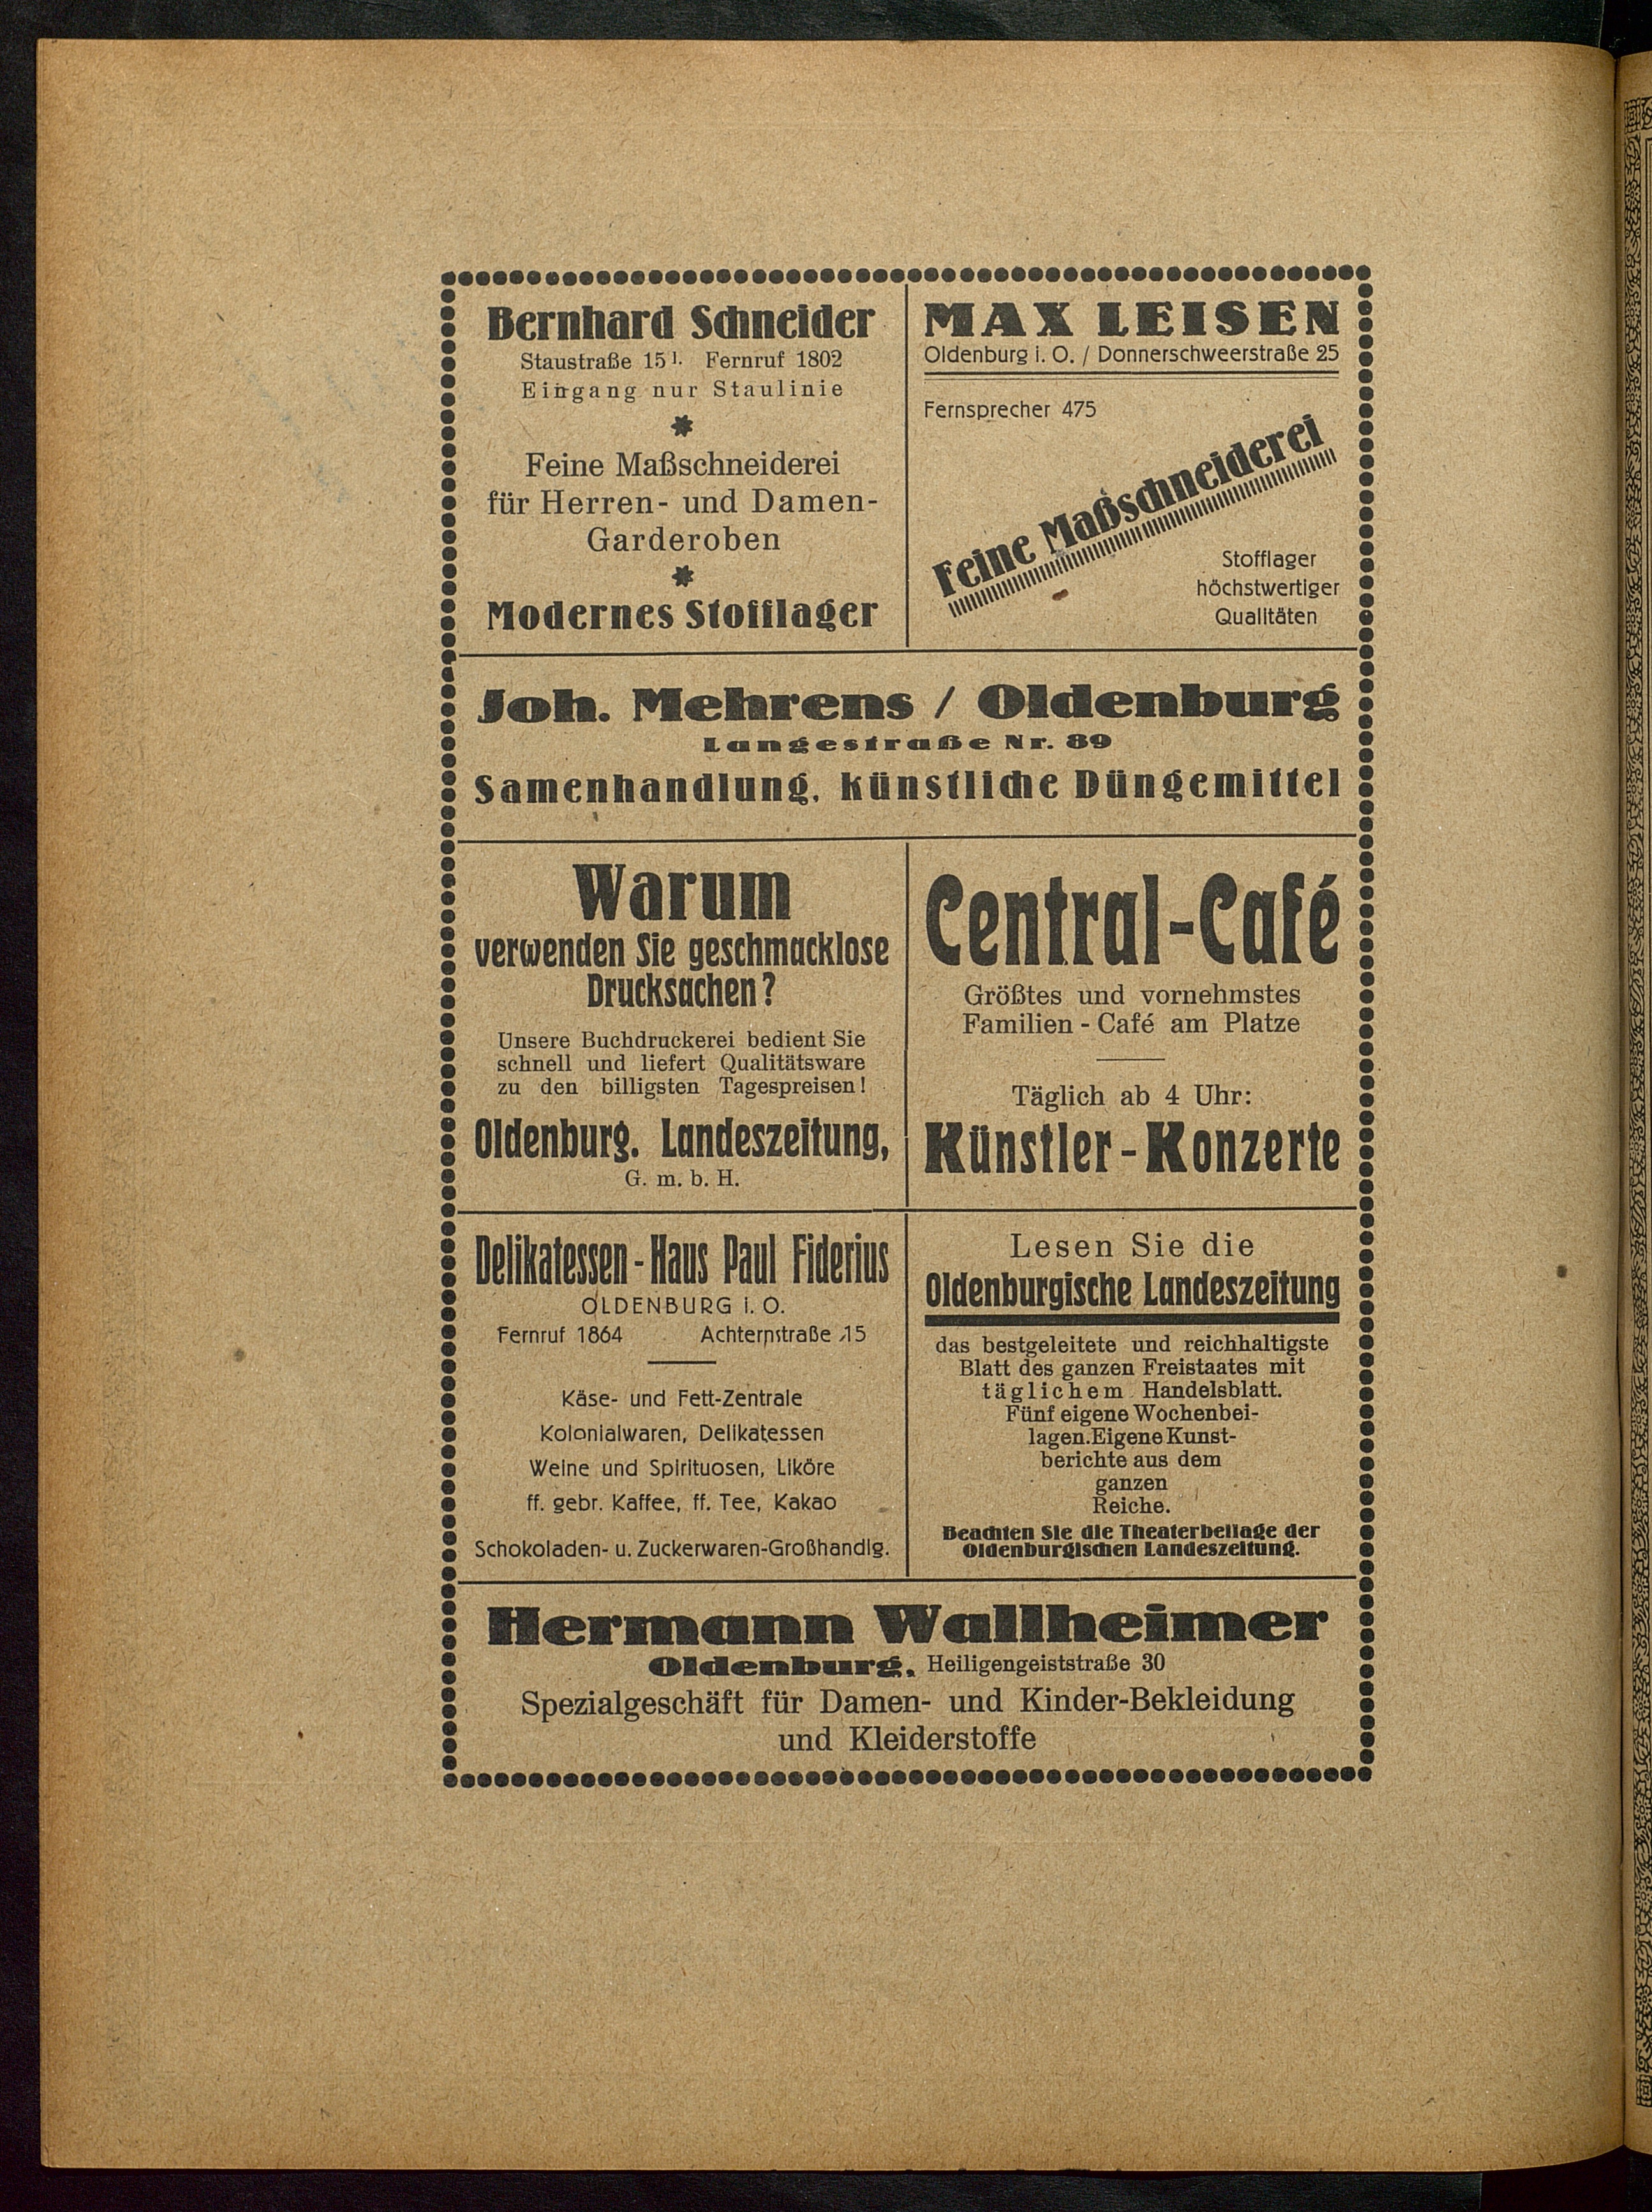 Bernhard Schneider
Staustraße 15 I. Fernruf 1802
Eingang nur Staulinie
Feine Maßschneiderei
für Herren- und Damen-
Garderoben
Modernes Stofflager
MAX LEISEN
Oldenburg i. O. / Donnerschweerstraße 25
Fernsprecher 475
Feine Maßschneiderei
Stofflager
höchstwertiger
Qualitäten
Joh. Mehrens / Oldenburg
Langestraße Nr. 89
Samenhandlung, künstliche Düngemittel
Warum
verwenden Sie geschmacklose
Drucksachen?
Unsere Buchdruckerei bedient Sie
schnell und liefert Qualitätsware
zu den billigsten Tagespreisen!
Oldenburg. Landeszeitung,
G. m. b. H.
Central-Café
Größtes und vornehmstes
Familien-Café am Platze
Täglich ab 4 Uhr:
Künstler-Konzerte
Delikatessen-Haus Paul Fiderius
OLDENBURG i. O.
Fernruf 1864 Achternstraße 15
Käse- und Fett-Zentrale
Kolonialwaren, Delikatessen
Weine und Spirituosen, Liköre
ff. gebr. Kaffee, ff. Tee, Kakao
Schokoladen- u. Zuckerwaren-Großhandlg.
Lesen Sie die
Oldenburgische Landeszeitung
das bestgeleitete und reichhaltigste
Blatt des ganzen Freistaates mit
täglichem Handelsblatt.
Fünf eigene Wochenbei-
lagen. Eigene Kunst-
berichte aus dem
ganzen
Reiche.
Beachten Sie die Theaterbeilage der
Oldenburgischen Landeszeitung.
Hermann Wallheimer
Oldenburg, Heiligengeiststraße 30
Spezialgeschäft für Damen- und Kinder-Bekleidung
und Kleiderstoffe